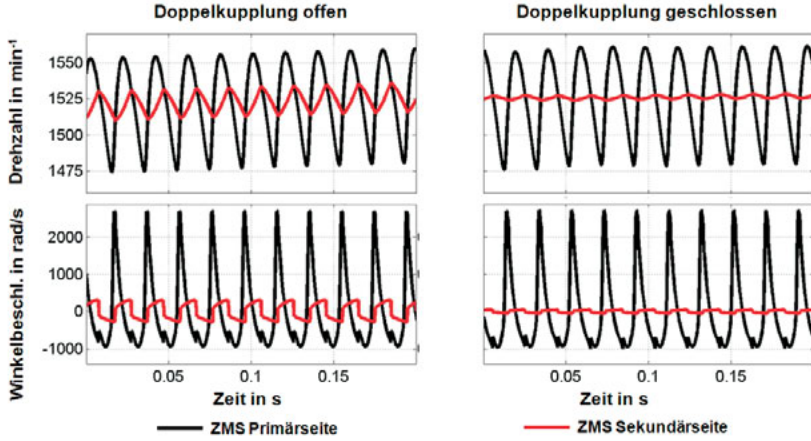 Doppelkupplung offen
Doppelkupplung geschlossen
Drehzahl in min⁻¹
1550
1525
1500
1475
Winkelbeschl. in rad/s
2000
1000
0
-1000
0.05
0.1
0.15
0.05
0.1
0.15
Zeit in s
Zeit in s
ZMS Primärseite
ZMS Sekundärseite